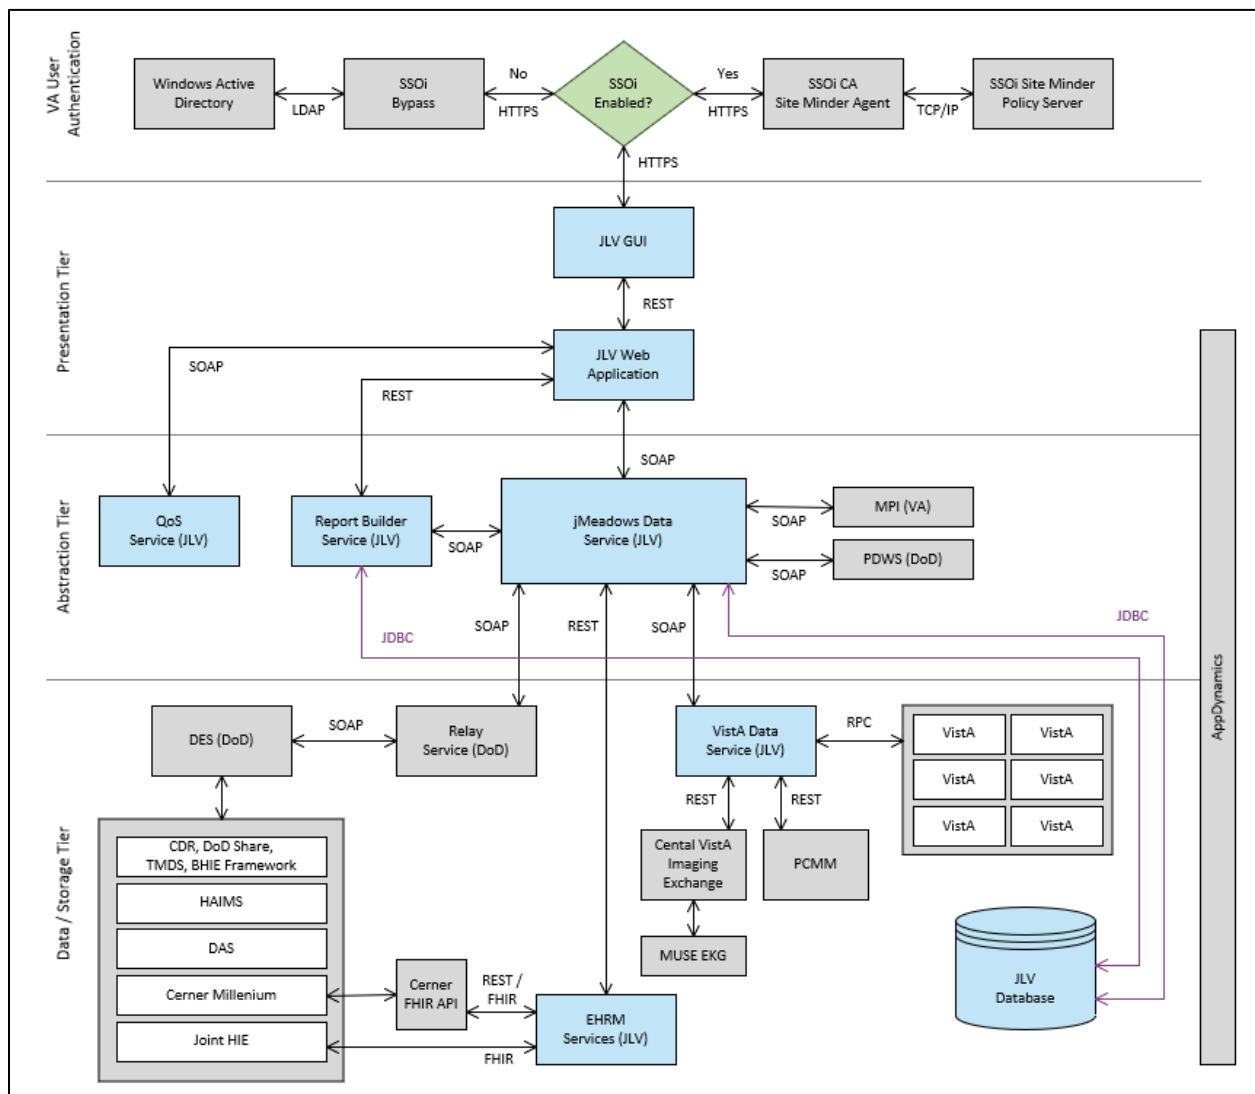 VA User
Authentication
Windows Active
Directory
LDAP
SSOi
Bypass
No
HTTPS
SSOi
Enabled?
Yes
HTTPS
SSOi CA
Site Minder Agent
TCP/IP
SSOi Site Minder
Policy Server
HTTPS
Presentation Tier
JLV GUI
REST
JLV Web
Application
SOAP
REST
Abstraction Tier
SOAP
QoS
Service (JLV)
Report Builder
Service (JLV)
SOAP
jMeadows Data
Service (JLV)
SOAP
MPI (VA)
SOAP
PDWS (DoD)
JDBC
SOAP
REST
SOAP
JDBC
AppDynamics
Data / Storage Tier
DES (DoD)
SOAP
Relay
Service (DoD)
VistA Data
Service (JLV)
RPC
VistA
VistA
VistA
VistA
VistA
VistA
REST
REST
Cental VistA
Imaging
Exchange
PCMM
MUSE EKG
CDR, DoD Share,
TMDS, BHIE Framework
HAIMS
DAS
Cerner Millenium
Joint HIE
Cerner
FHIR API
REST /
FHIR
FHIR
EHRM
Services (JLV)
JLV
Database